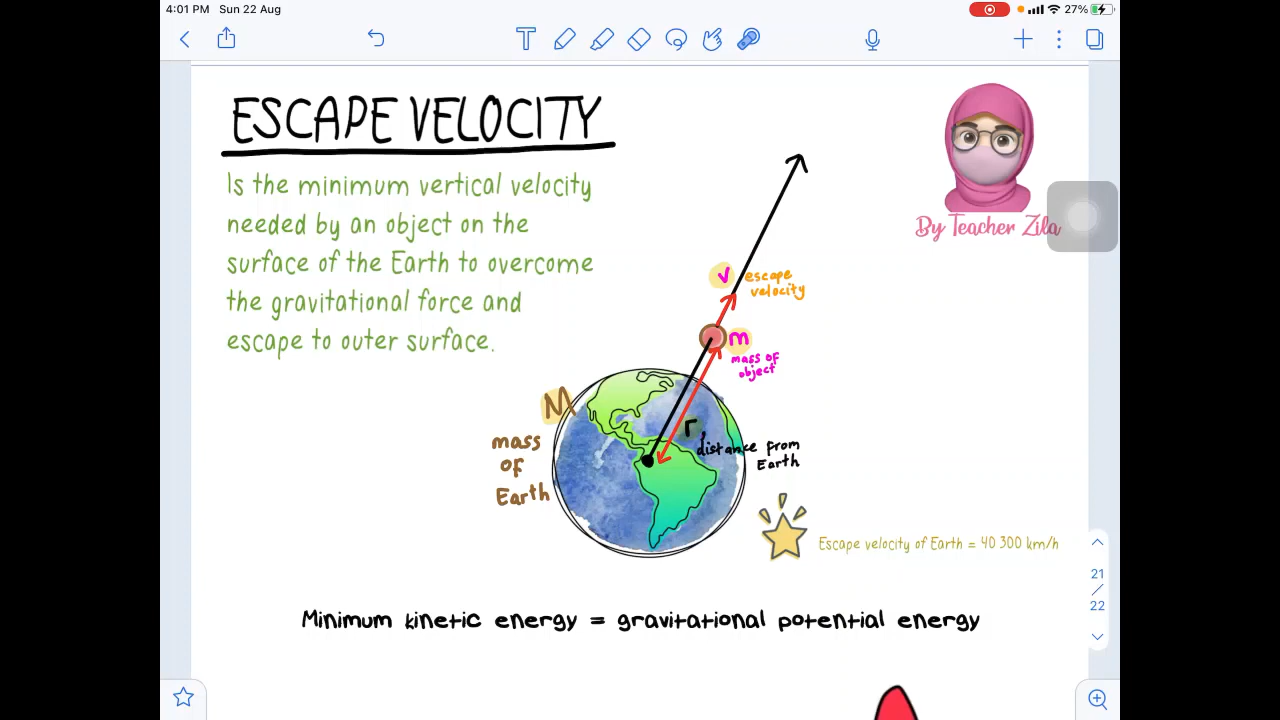 4:01 PM Sun 22 Aug
27%
ESCAPE VELOCITY
Is the minimum vertical velocity
needed by an object on the
surface of the Earth to overcome
the gravitational force and
escape to outer surface.
By Teacher Zila
v escape
velocity
m
mass of
object
M
mass
of
Earth
r,
distance from
Earth
Escape velocity of Earth = 40 300 km/h
21
/
22
Minimum kinetic energy = gravitational potential energy